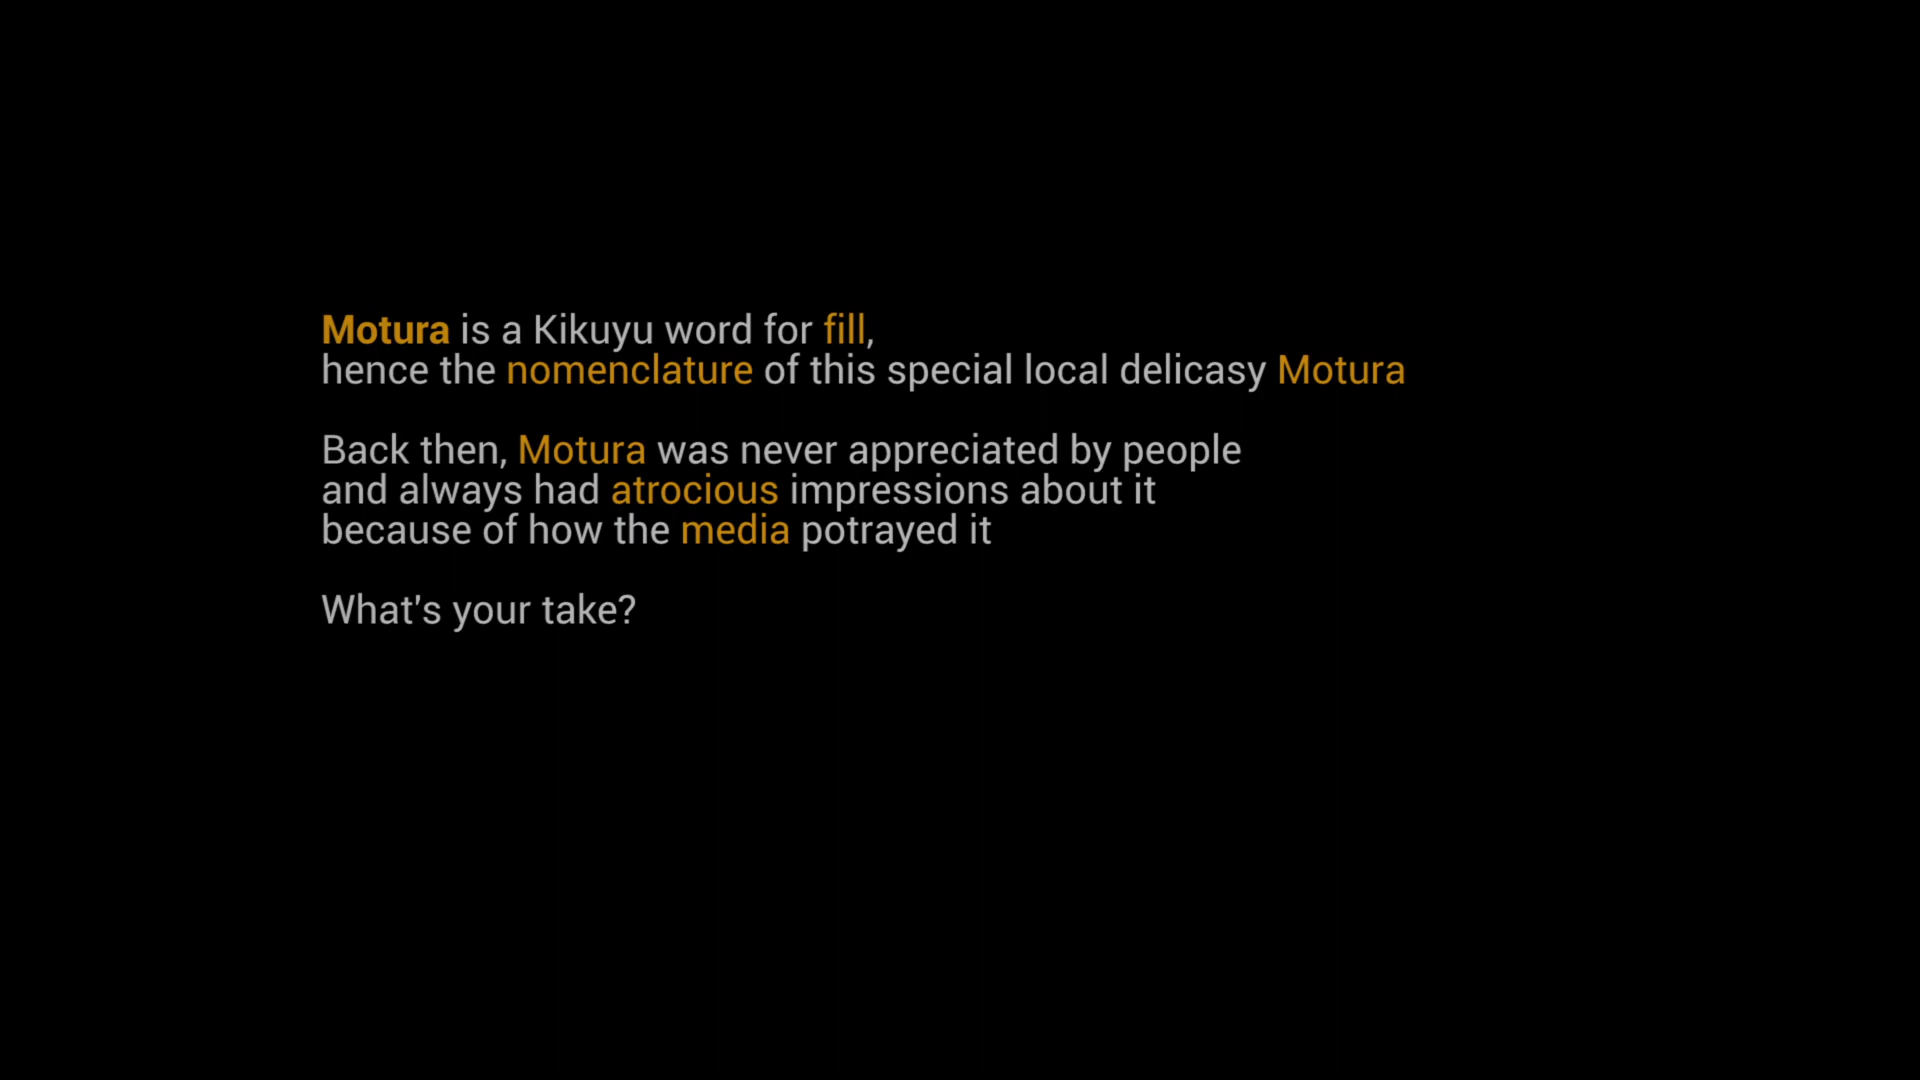 Motura is a Kikuyu word for fill,
hence the nomenclature of this special local delicasy Motura
Back then, Motura was never appreciated by people
and always had atrocious impressions about it
because of how the media potrayed it
What's your take?